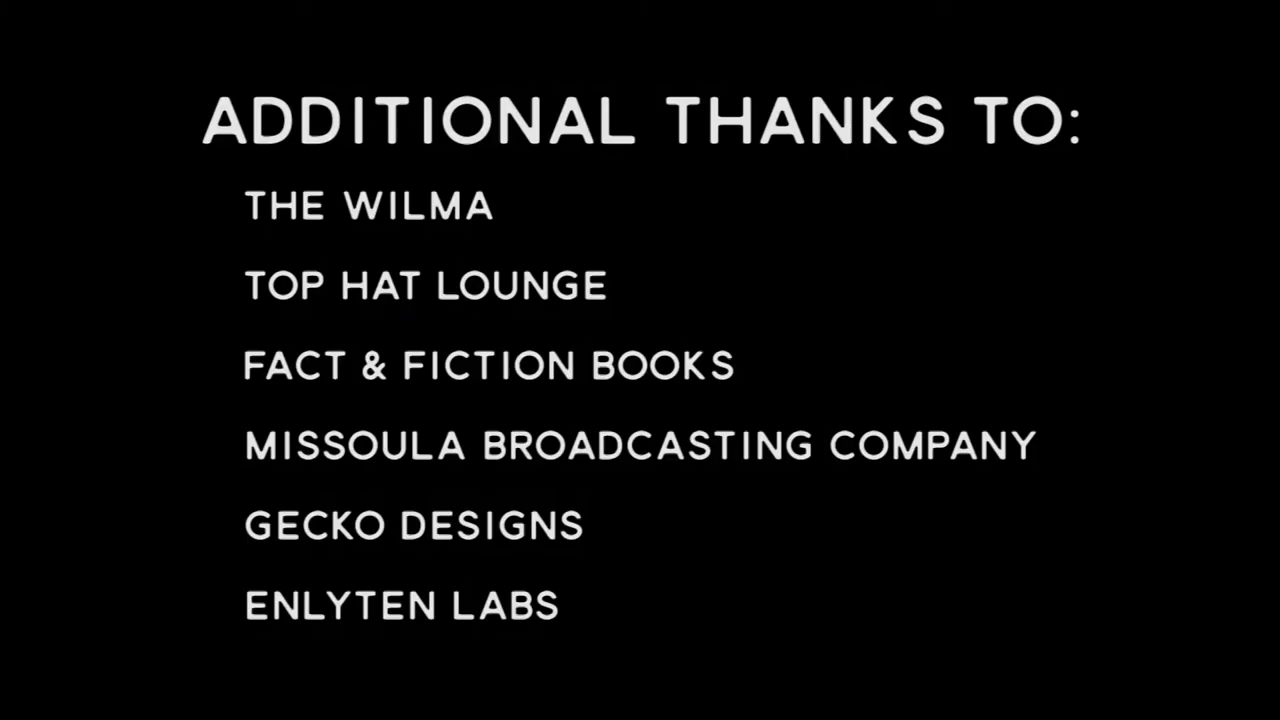 ADDITIONAL THANKS TO:
THE WILMA
TOP HAT LOUNGE
FACT & FICTION BOOKS
MISSOULA BROADCASTING COMPANY
GECKO DESIGNS
ENLYTEN LABS